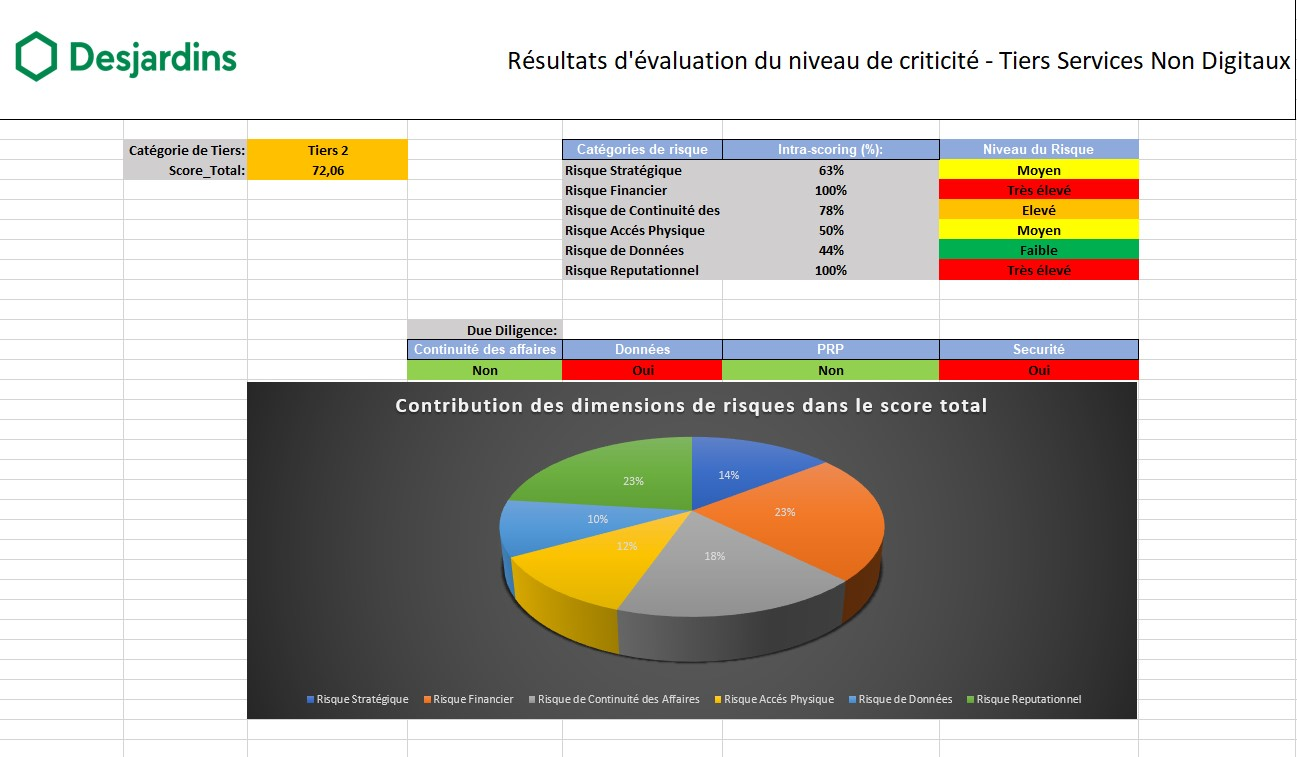 Desjardins
Résultats d'évaluation du niveau de criticité - Tiers Services Non Digitaux
Catégorie de Tiers: Tiers 2
Score_Total: 72,06
Catégories de risque Intra-scoring (%): Niveau du Risque
Risque Stratégique 63% Moyen
Risque Financier 100% Très élevé
Risque de Continuité des 78% Elevé
Risque Accés Physique 50% Moyen
Risque de Données 44% Faible
Risque Reputationnel 100% Très élevé
Due Diligence:
Continuité des affaires Données PRP Securité
Non Oui Non Oui
Contribution des dimensions de risques dans le score total
14%
23%
23%
10%
12%
18%
Risque Stratégique Risque Financier Risque de Continuité des Affaires Risque Accés Physique Risque de Données Risque Reputationnel